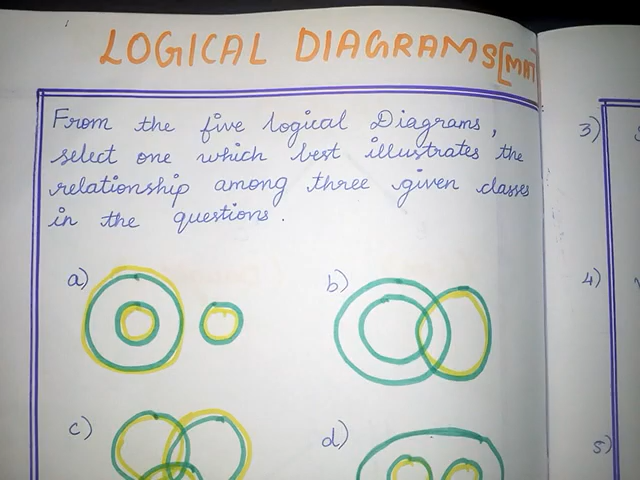 LOGICAL DIAGRAMS[MAT
From the five logical Diagrams,
select one which best illustrates the
relationship among three given classes
in the questions.
a)
b)
c)
d)
3)
4)
5)